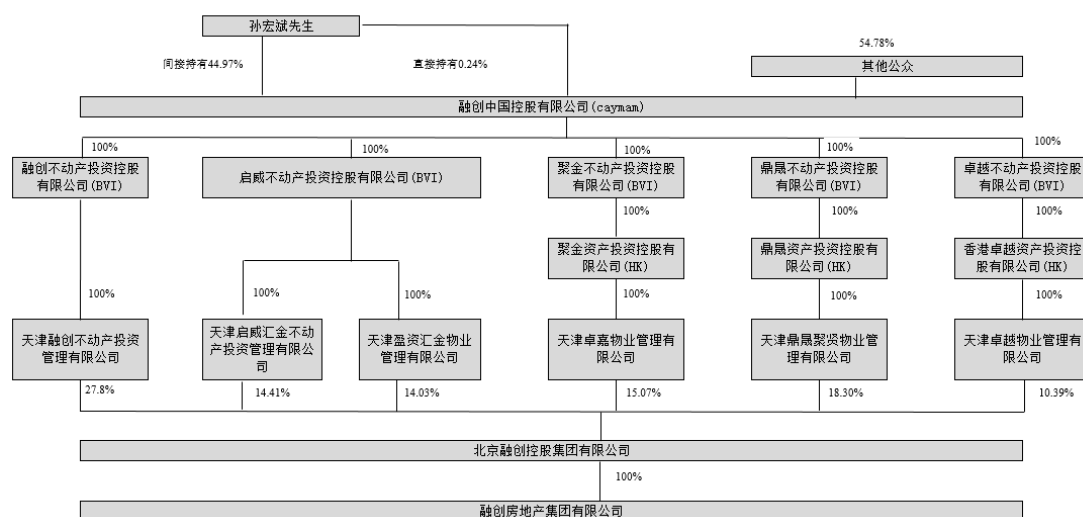 孙宏斌先生
54.78%
间接持有44.97%
直接持有0.24%
其他公众
融创中国控股有限公司(caymam)
100%
100%
100%
100%
100%
融创不动产投资控股
有限公司(BVI)
启威不动产投资控股有限公司(BVI)
聚金不动产投资控股
有限公司(BVI)
鼎晟不动产投资控股
有限公司(BVI)
卓越不动产投资控股
有限公司(BVI)
100%
100%
100%
聚金资产投资控股有
限公司(HK)
鼎晟资产投资控股有
限公司(HK)
香港卓越资产投资控
股有限公司(HK)
100%
100%
100%
100%
100%
100%
天津融创不动产投资
管理有限公司
天津启威汇金不动
产投资管理有限公
司
天津盈资汇金物业
管理有限公司
天津卓嘉物业管理有
限公司
天津鼎晟聚贤物业管
理有限公司
天津卓越物业管理有
限公司
27.8%
14.41%
14.03%
15.07%
18.30%
10.39%
北京融创控股集团有限公司
100%
融创房地产集团有限公司